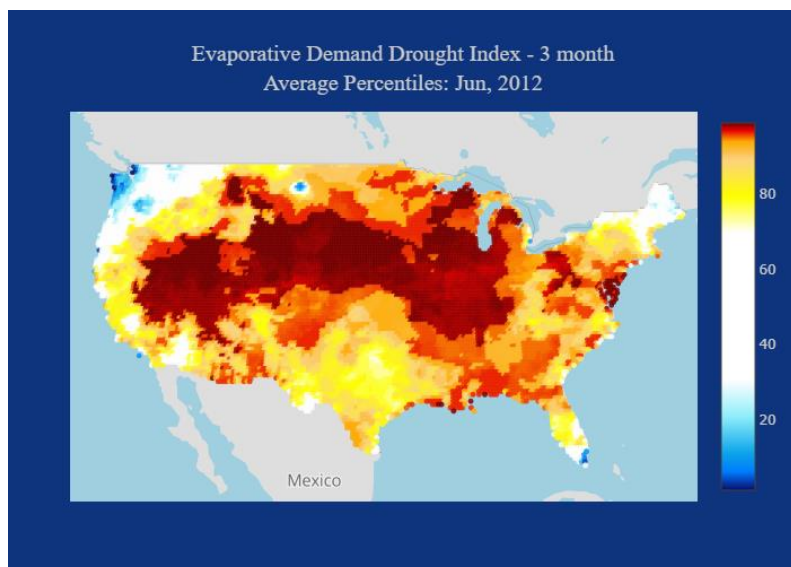 Evaporative Demand Drought Index - 3 month
Average Percentiles: Jun, 2012
80
60
40
20
Mexico